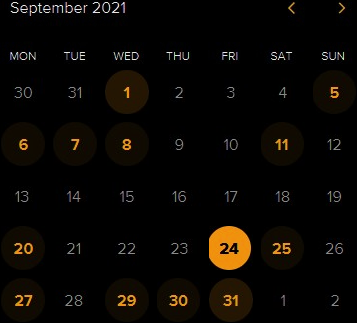 September 2021
MON TUE WED THU FRI SAT SUN
30 31 1 2 3 4 5
6 7 8 9 10 11 12
13 14 15 16 17 18 19
20 21 22 23 24 25 26
27 28 29 30 31 1 2